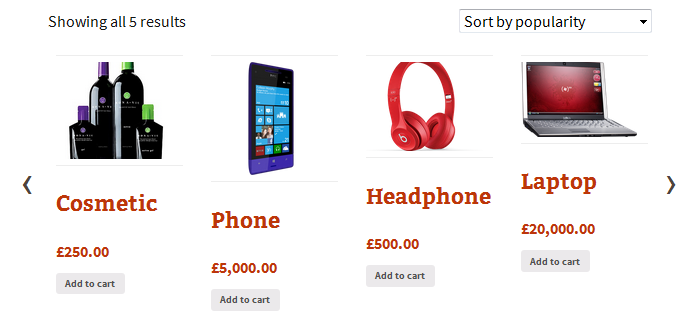 Showing all 5 results
Sort by popularity
Cosmetic
£250.00
Add to cart
Phone
£5,000.00
Add to cart
Headphone
£500.00
Add to cart
Laptop
£20,000.00
Add to cart